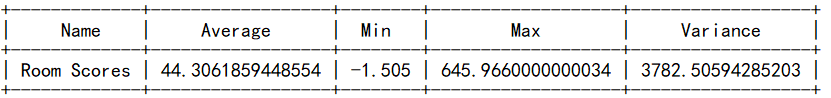 Name | Average | Min | Max | Variance
Room Scores | 44.3061859448554 | -1.505 | 645.9660000000034 | 3782.50594285203